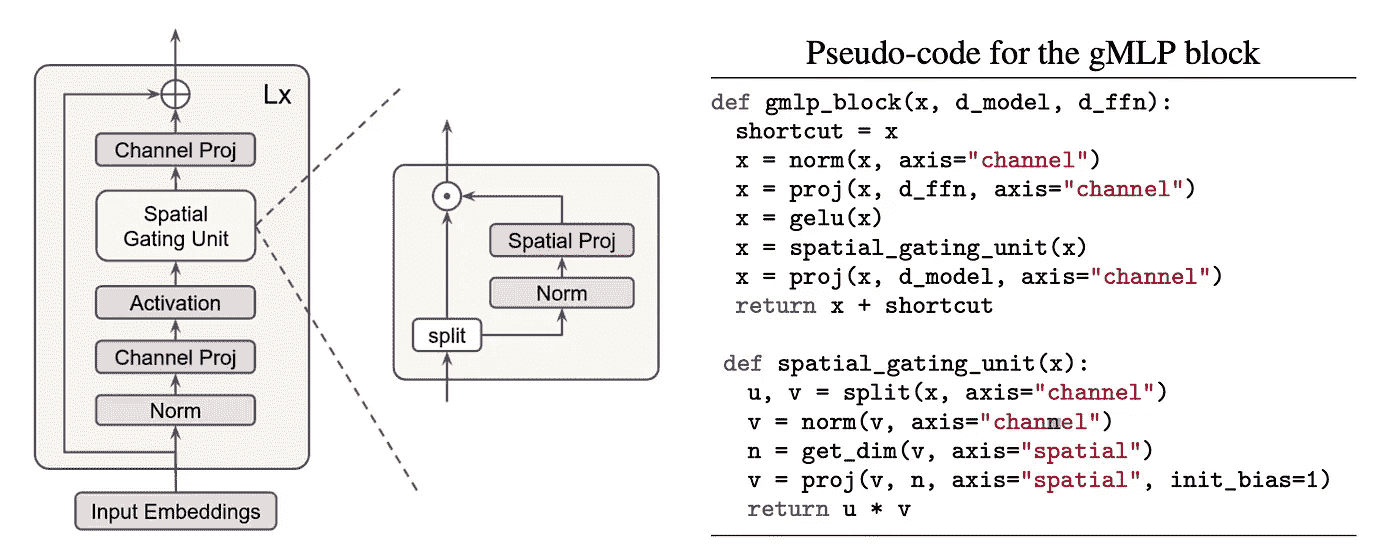 Lx
Channel Proj
Spatial
Gating Unit
Activation
Channel Proj
Norm
Input Embeddings
Spatial Proj
Norm
split
Pseudo-code for the gMLP block
def gmlp_block(x, d_model, d_ffn):
  shortcut = x
  x = norm(x, axis="channel")
  x = proj(x, d_ffn, axis="channel")
  x = gelu(x)
  x = spatial_gating_unit(x)
  x = proj(x, d_model, axis="channel")
  return x + shortcut
def spatial_gating_unit(x):
  u, v = split(x, axis="channel")
  v = norm(v, axis="channel")
  n = get_dim(v, axis="spatial")
  v = proj(v, n, axis="spatial", init_bias=1)
  return u * v